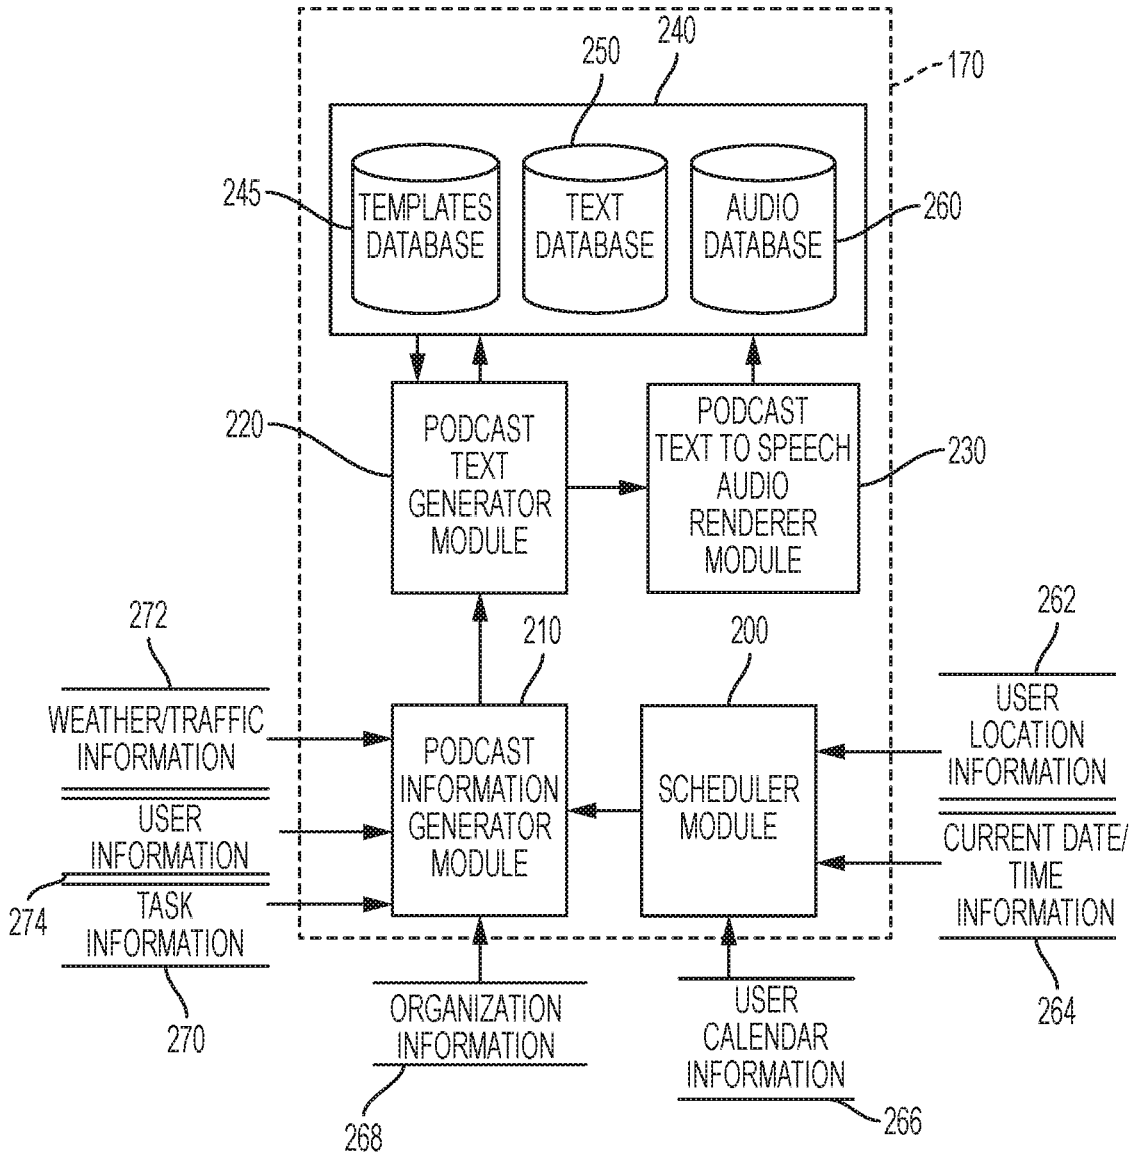 240
250
170
245
TEMPLATES
DATABASE
TEXT
DATABASE
AUDIO
DATABASE
260
220
PODCAST
TEXT
GENERATOR
MODULE
PODCAST
TEXT TO SPEECH
AUDIO
RENDERER
MODULE
230
272
210
200
262
WEATHER/TRAFFIC
INFORMATION
USER
INFORMATION
274
TASK
INFORMATION
270
PODCAST
INFORMATION
GENERATOR
MODULE
SCHEDULER
MODULE
USER
LOCATION
INFORMATION
CURRENT DATE/
TIME
INFORMATION
264
ORGANIZATION
INFORMATION
268
USER
CALENDAR
INFORMATION
266